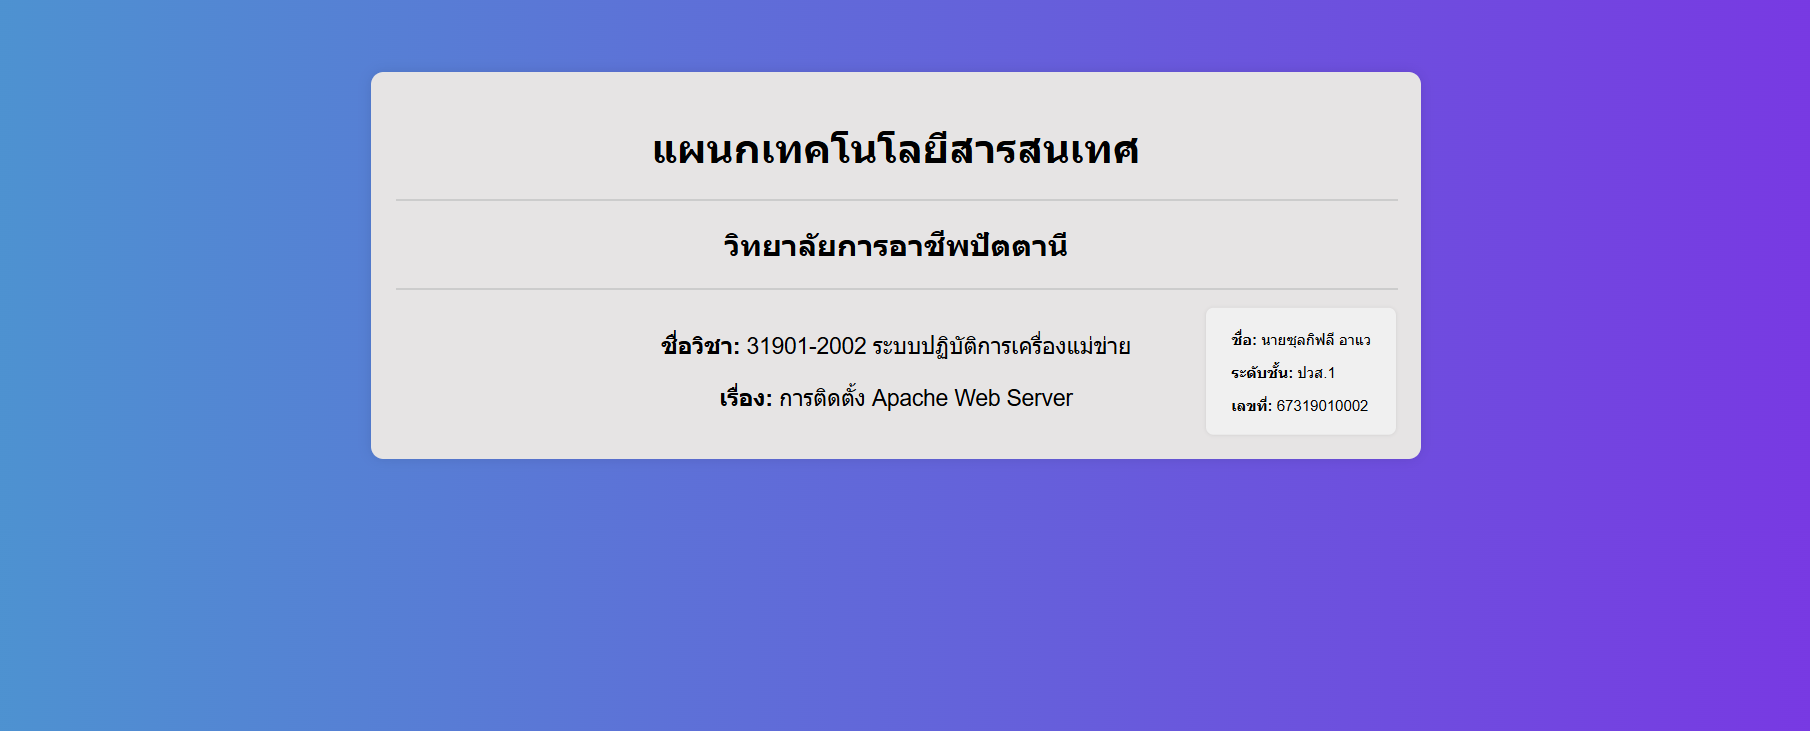 แผนกเทคโนโลยีสารสนเทศ
วิทยาลัยการอาชีพปัตตานี
ชื่อวิชา: 31901-2002 ระบบปฏิบัติการเครื่องแม่ข่าย
เรื่อง: การติดตั้ง Apache Web Server
ชื่อ: นายซุลกิฟลี อาแว
ระดับชั้น: ปวส.1
เลขที่: 67319010002